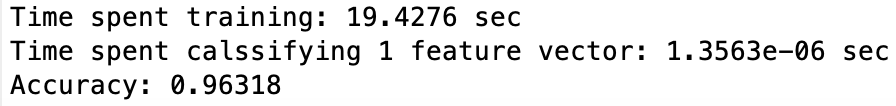 Time spent training: 19.4276 sec
Time spent calssifying 1 feature vector: 1.3563e-06 sec
Accuracy: 0.96318